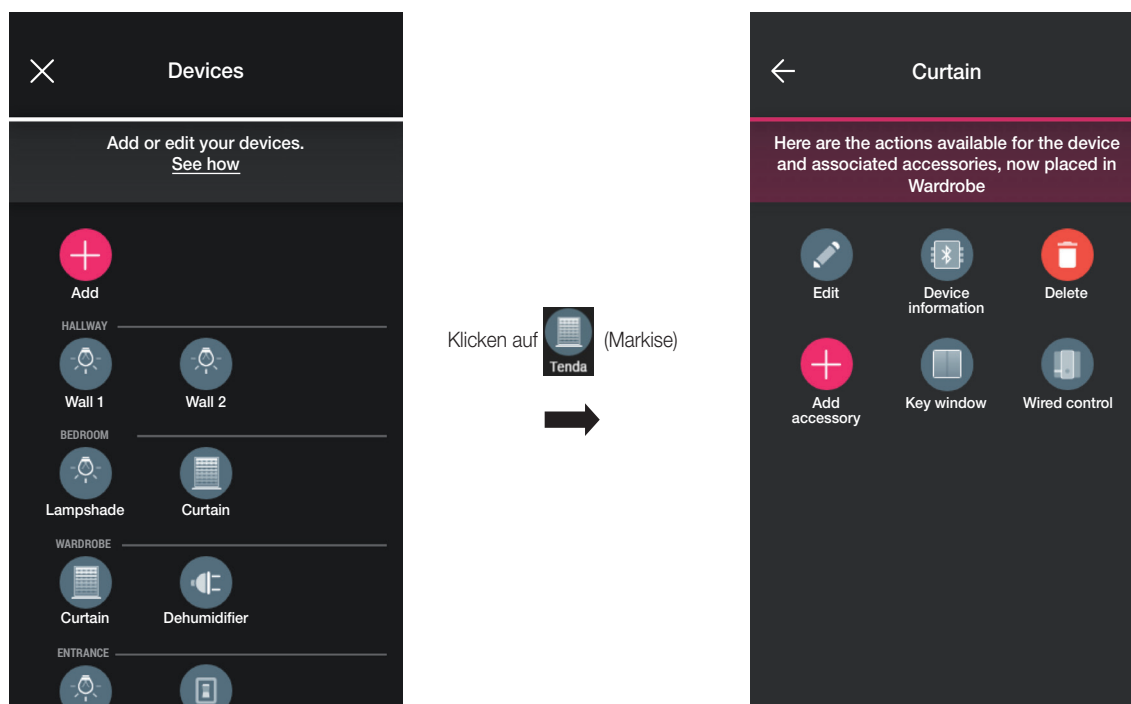 Devices
Add or edit your devices.
See how
Add
HALLWAY
Wall 1
Wall 2
BEDROOM
Lampshade
Curtain
WARDROBE
Curtain
Dehumidifier
ENTRANCE
Klicken auf
Tenda
(Markise)
Curtain
Here are the actions available for the device
and associated accessories, now placed in
Wardrobe
Edit
Device
information
Delete
Add
accessory
Key window
Wired control